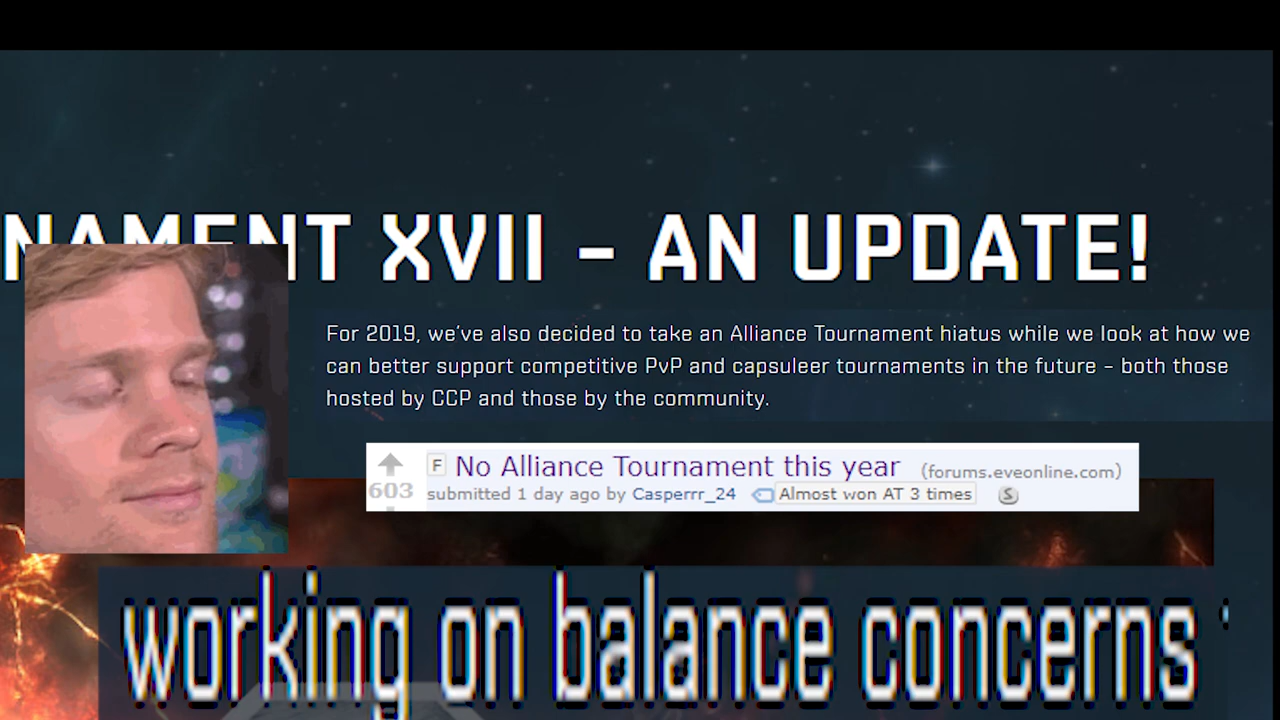 NAMENT XVII – AN UPDATE!
For 2019, we've also decided to take an Alliance Tournament hiatus while we look at how we
can better support competitive PvP and capsuleer tournaments in the future – both those
hosted by CCP and those by the community.
F No Alliance Tournament this year (forums.eveonline.com)
603 submitted 1 day ago by Casperrr_24 Almost won AT 3 times S
working on balance concerns